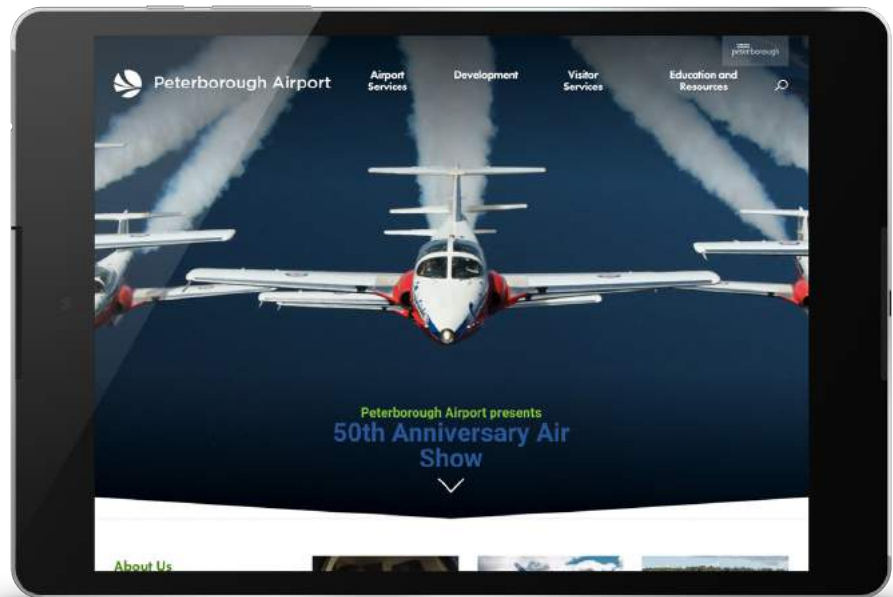 peterborough
Peterborough Airport
Airport
Services
Development
Visitor
Services
Education and
Resources
Peterborough Airport presents
50th Anniversary Air
Show
About Us